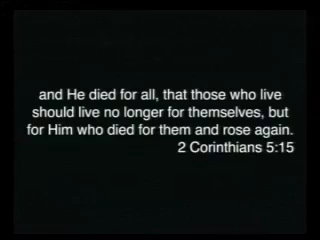 and He died for all, that those who live
should live no longer for themselves, but
for Him who died for them and rose again.
2 Corinthians 5:15